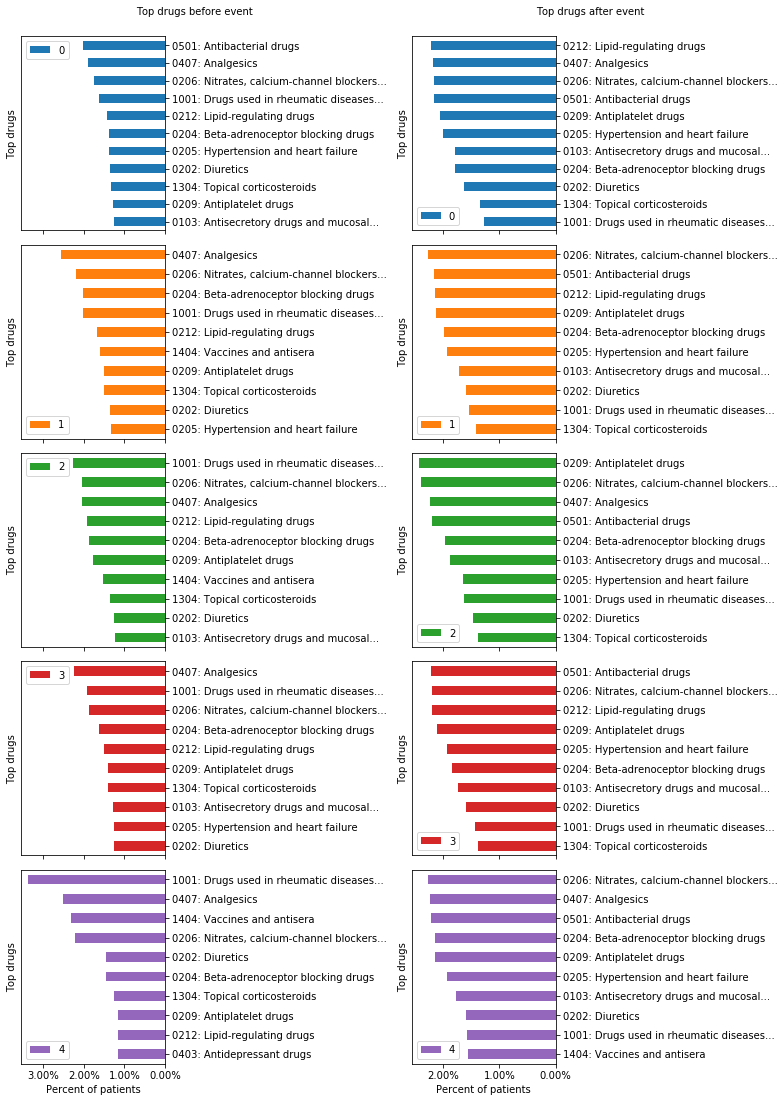 Top drugs before event
Top drugs
0
0501: Antibacterial drugs
0407: Analgesics
0206: Nitrates, calcium-channel blockers...
1001: Drugs used in rheumatic diseases...
0212: Lipid-regulating drugs
0204: Beta-adrenoceptor blocking drugs
0205: Hypertension and heart failure
0202: Diuretics
1304: Topical corticosteroids
0209: Antiplatelet drugs
0103: Antisecretory drugs and mucosal...
Top drugs
1
0407: Analgesics
0206: Nitrates, calcium-channel blockers...
0204: Beta-adrenoceptor blocking drugs
1001: Drugs used in rheumatic diseases...
0212: Lipid-regulating drugs
1404: Vaccines and antisera
0209: Antiplatelet drugs
1304: Topical corticosteroids
0202: Diuretics
0205: Hypertension and heart failure
Top drugs
2
1001: Drugs used in rheumatic diseases...
0206: Nitrates, calcium-channel blockers...
0407: Analgesics
0212: Lipid-regulating drugs
0204: Beta-adrenoceptor blocking drugs
0209: Antiplatelet drugs
1404: Vaccines and antisera
1304: Topical corticosteroids
0202: Diuretics
0103: Antisecretory drugs and mucosal...
Top drugs
3
0407: Analgesics
1001: Drugs used in rheumatic diseases...
0206: Nitrates, calcium-channel blockers...
0204: Beta-adrenoceptor blocking drugs
0212: Lipid-regulating drugs
0209: Antiplatelet drugs
1304: Topical corticosteroids
0103: Antisecretory drugs and mucosal...
0205: Hypertension and heart failure
0202: Diuretics
Top drugs
4
1001: Drugs used in rheumatic diseases...
0407: Analgesics
1404: Vaccines and antisera
0206: Nitrates, calcium-channel blockers...
0202: Diuretics
0204: Beta-adrenoceptor blocking drugs
1304: Topical corticosteroids
0209: Antiplatelet drugs
0212: Lipid-regulating drugs
0403: Antidepressant drugs
3.00% 2.00% 1.00% 0.00%
Percent of patients
Top drugs after event
Top drugs
0
0212: Lipid-regulating drugs
0407: Analgesics
0206: Nitrates, calcium-channel blockers...
0501: Antibacterial drugs
0209: Antiplatelet drugs
0205: Hypertension and heart failure
0103: Antisecretory drugs and mucosal...
0204: Beta-adrenoceptor blocking drugs
0202: Diuretics
1304: Topical corticosteroids
1001: Drugs used in rheumatic diseases...
Top drugs
1
0206: Nitrates, calcium-channel blockers...
0501: Antibacterial drugs
0212: Lipid-regulating drugs
0209: Antiplatelet drugs
0204: Beta-adrenoceptor blocking drugs
0205: Hypertension and heart failure
0103: Antisecretory drugs and mucosal...
0202: Diuretics
1001: Drugs used in rheumatic diseases...
1304: Topical corticosteroids
Top drugs
2
0209: Antiplatelet drugs
0206: Nitrates, calcium-channel blockers...
0407: Analgesics
0501: Antibacterial drugs
0204: Beta-adrenoceptor blocking drugs
0103: Antisecretory drugs and mucosal...
0205: Hypertension and heart failure
1001: Drugs used in rheumatic diseases...
0202: Diuretics
1304: Topical corticosteroids
Top drugs
3
0501: Antibacterial drugs
0206: Nitrates, calcium-channel blockers...
0212: Lipid-regulating drugs
0209: Antiplatelet drugs
0205: Hypertension and heart failure
0204: Beta-adrenoceptor blocking drugs
0103: Antisecretory drugs and mucosal...
0202: Diuretics
1001: Drugs used in rheumatic diseases...
1304: Topical corticosteroids
Top drugs
4
0206: Nitrates, calcium-channel blockers...
0407: Analgesics
0501: Antibacterial drugs
0204: Beta-adrenoceptor blocking drugs
0209: Antiplatelet drugs
0205: Hypertension and heart failure
0103: Antisecretory drugs and mucosal...
0202: Diuretics
1001: Drugs used in rheumatic diseases...
1404: Vaccines and antisera
2.00% 1.00% 0.00%
Percent of patients